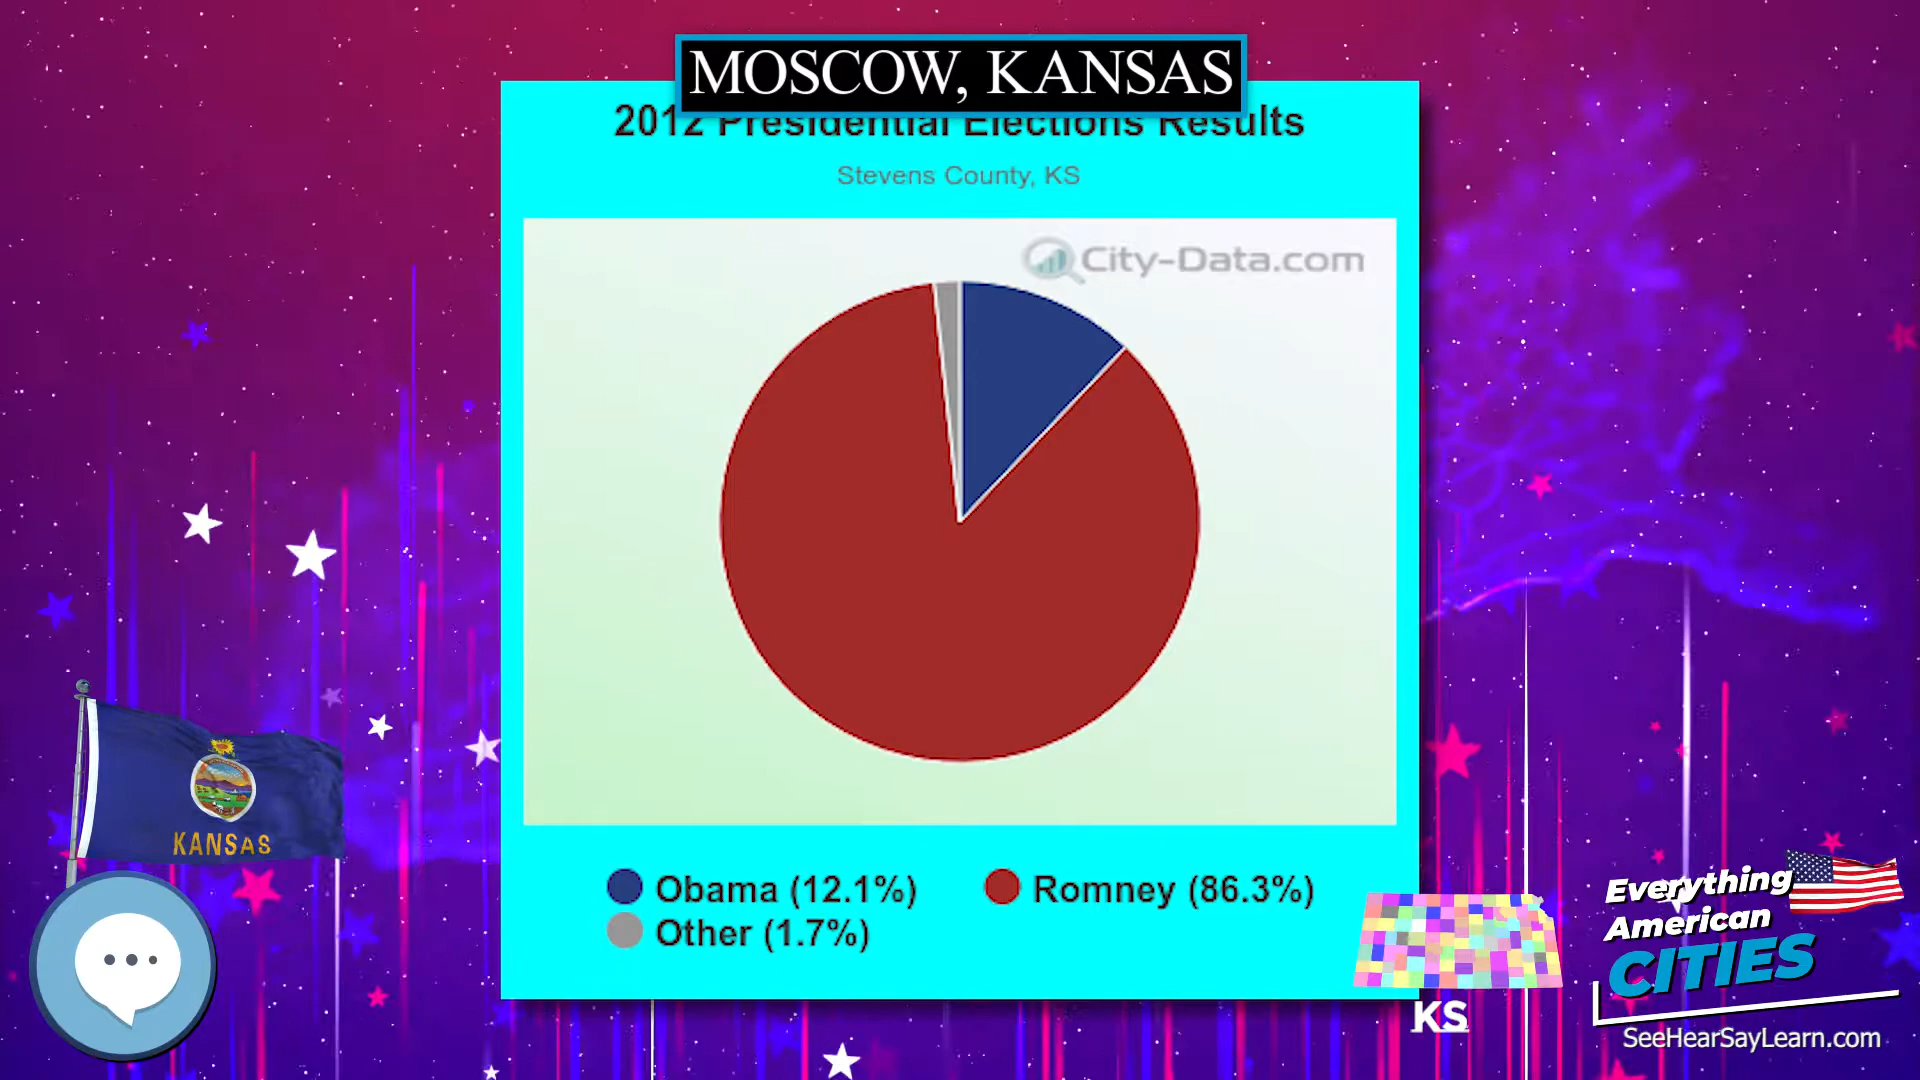 MOSCOW, KANSAS
2012 Presidential Elections Results
Stevens County, KS
City-Data.com
Obama (12.1%)
Romney (86.3%)
Other (1.7%)
KANSAS
KS
Everything
American
CITIES
SeeHearSayLearn.com